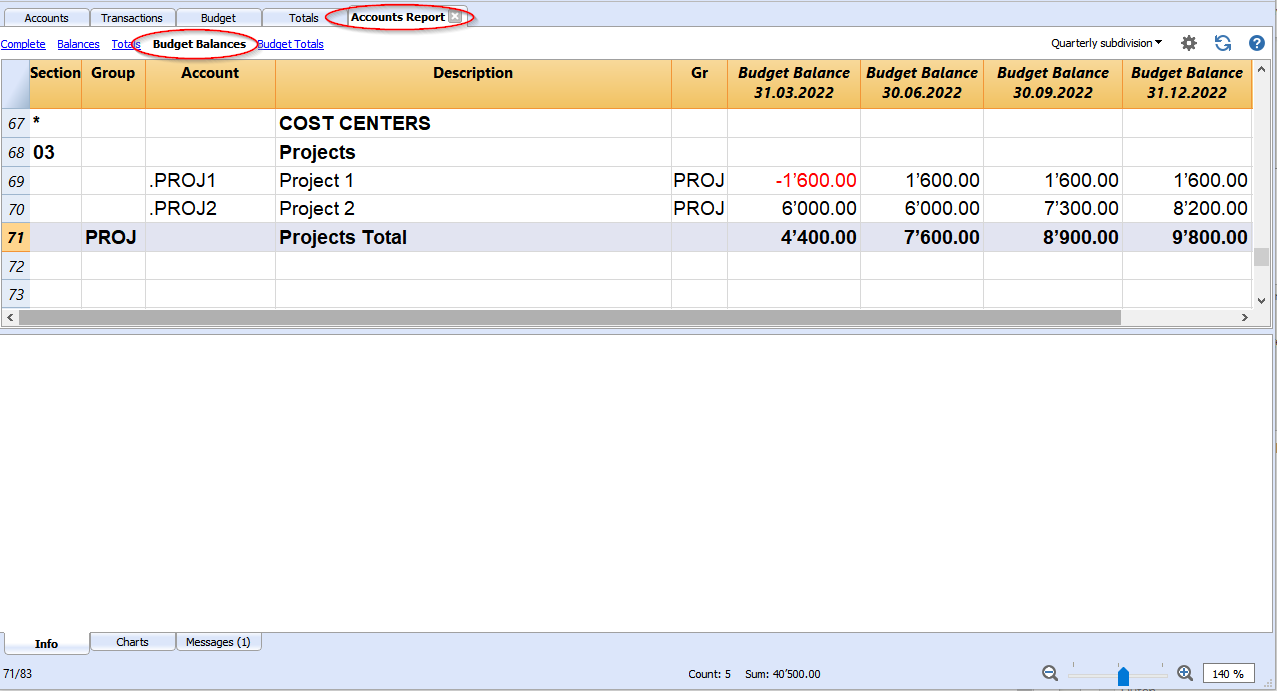 Accounts Transactions Budget Totals Accounts Report
Complete Balances Totals Budget Balances Budget Totals Quarterly subdivision
Section Group Account Description Gr Budget Balance 31.03.2022 Budget Balance 30.06.2022 Budget Balance 30.09.2022 Budget Balance 31.12.2022
67 * COST CENTERS
68 03 Projects
69 .PROJ1 Project 1 PROJ -1’600.00 1’600.00 1’600.00 1’600.00
70 .PROJ2 Project 2 PROJ 6’000.00 6’000.00 7’300.00 8’200.00
71 PROJ Projects Total 4’400.00 7’600.00 8’900.00 9’800.00
72
73
Info Charts Messages (1)
71/83 Count: 5 Sum: 40’500.00 140 %